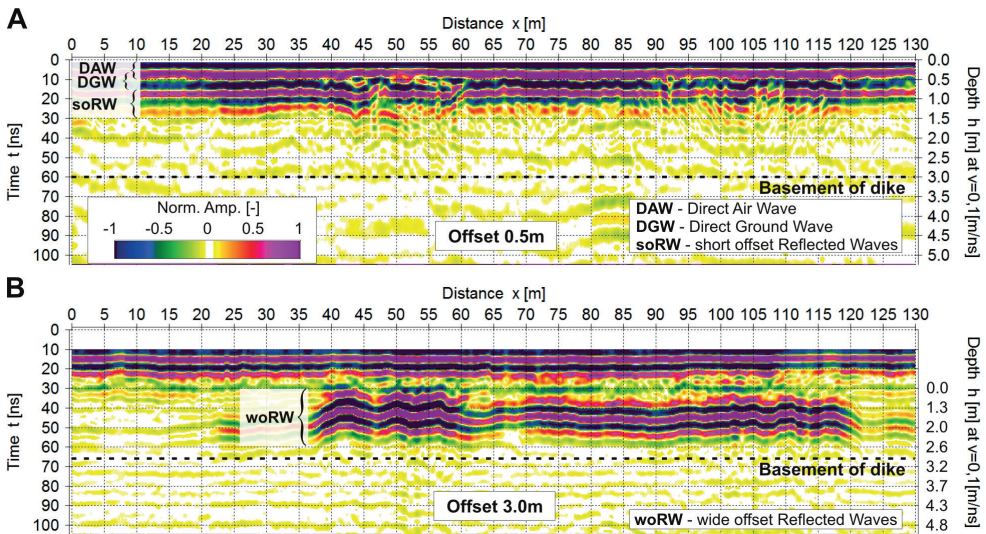 A
Distance x [m]
0 5 10 15 20 25 30 35 40 45 50 55 60 65 70 75 80 85 90 95 100 105 110 115 120 125 130
Time t [ns]
0
10
20
30
40
50
60
70
80
90
100
DAW
DGW
soRW
0.0
0.5
1.0
1.5
2.0
2.5
3.0
3.5
4.0
4.5
5.0
Depth h [m] at v=0,1[m/ns]
Basement of dike
Norm. Amp. [-]
-1 -0.5 0 0.5 1
Offset 0.5m
DAW - Direct Air Wave
DGW - Direct Ground Wave
soRW - short offset Reflected Waves
B
Distance x [m]
0 5 10 15 20 25 30 35 40 45 50 55 60 65 70 75 80 85 90 95 100 105 110 115 120 125 130
Time t [ns]
0
10
20
30
40
50
60
70
80
90
100
woRW
0.0
1.3
2.0
2.6
3.2
3.7
4.3
4.8
Depth h [m] at v=0,1[m/ns]
Basement of dike
Offset 3.0m
woRW - wide offset Reflected Waves